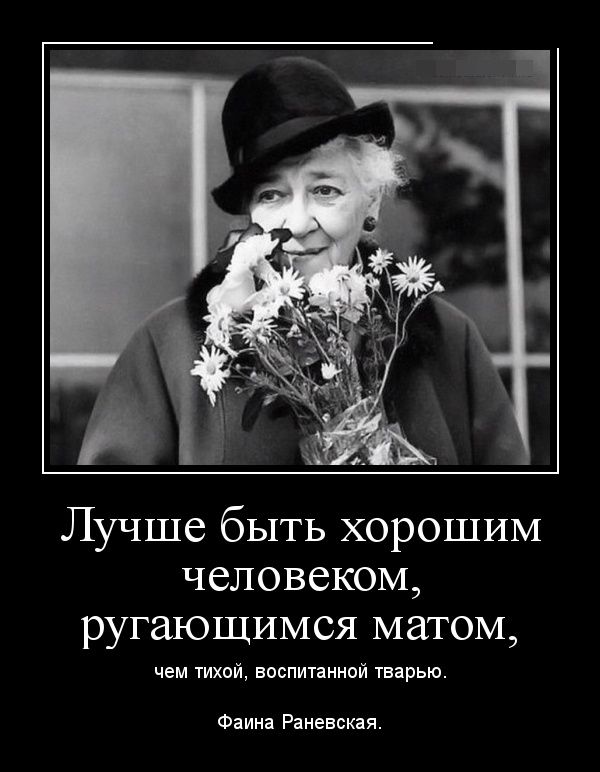 Лучше быть хорошим
человеком,
ругающимся матом,
чем тихой, воспитанной тварью.
Фаина Раневская.